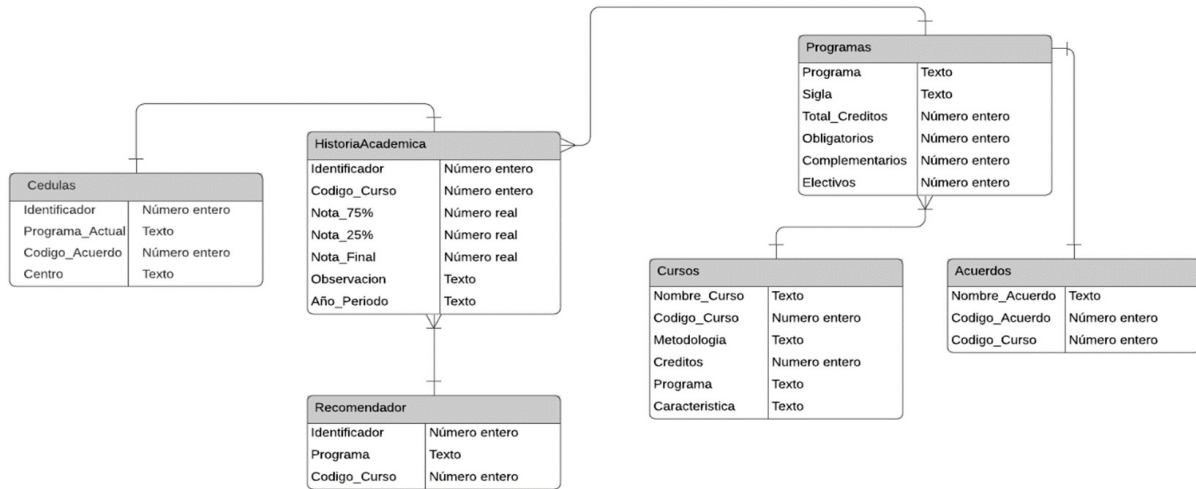 Programas
Programa Texto
Sigla Texto
Total_Creditos Número entero
Obligatorios Número entero
Complementarios Número entero
Electivos Número entero
HistoriaAcademica
Identificador Número entero
Codigo_Curso Número entero
Nota_75% Número real
Nota_25% Número real
Nota_Final Número real
Observacion Texto
Año_Periodo Texto
Cedulas
Identificador Número entero
Programa_Actual Texto
Codigo_Acuerdo Número entero
Centro Texto
Cursos
Nombre_Curso Texto
Codigo_Curso Numero entero
Metodologia Texto
Creditos Numero entero
Programa Texto
Caracteristica Texto
Acuerdos
Nombre_Acuerdo Texto
Codigo_Acuerdo Número entero
Codigo_Curso Número entero
Recomendador
Identificador Número entero
Programa Texto
Codigo_Curso Número entero